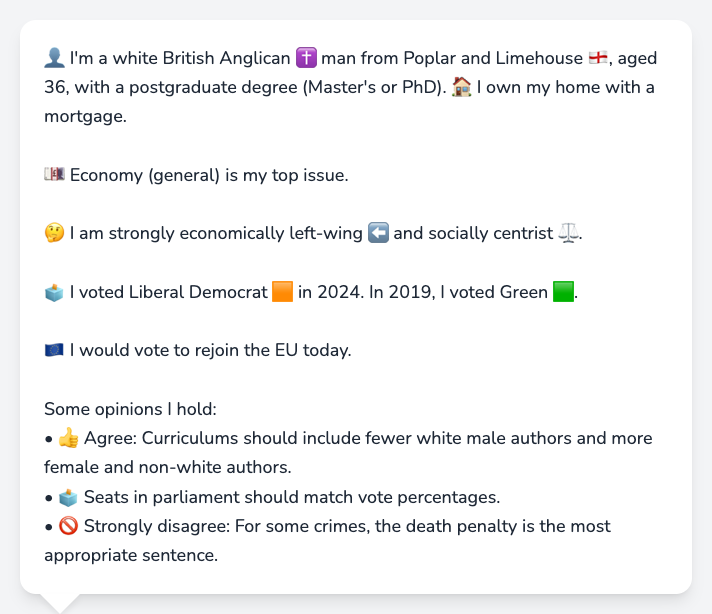 👤 I'm a white British Anglican ✝️ man from Poplar and Limehouse 🏴󠁧󠁢󠁥󠁮󠁧󠁿, aged
36, with a postgraduate degree (Master's or PhD). 🏠 I own my home with a
mortgage.
💷 Economy (general) is my top issue.
🤔 I am strongly economically left-wing ⬅️ and socially centrist ⚖️.
🗳️ I voted Liberal Democrat 🟧 in 2024. In 2019, I voted Green 🟩.
🇪🇺 I would vote to rejoin the EU today.
Some opinions I hold:
• 👍 Agree: Curriculums should include fewer white male authors and more
female and non-white authors.
• 🗳️ Seats in parliament should match vote percentages.
• 🚫 Strongly disagree: For some crimes, the death penalty is the most
appropriate sentence.